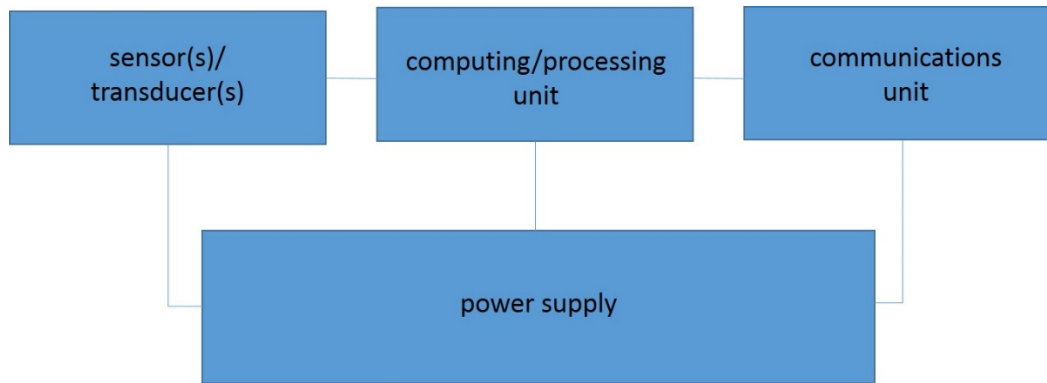 sensor(s)/
transducer(s)
computing/processing
unit
communications
unit
power supply